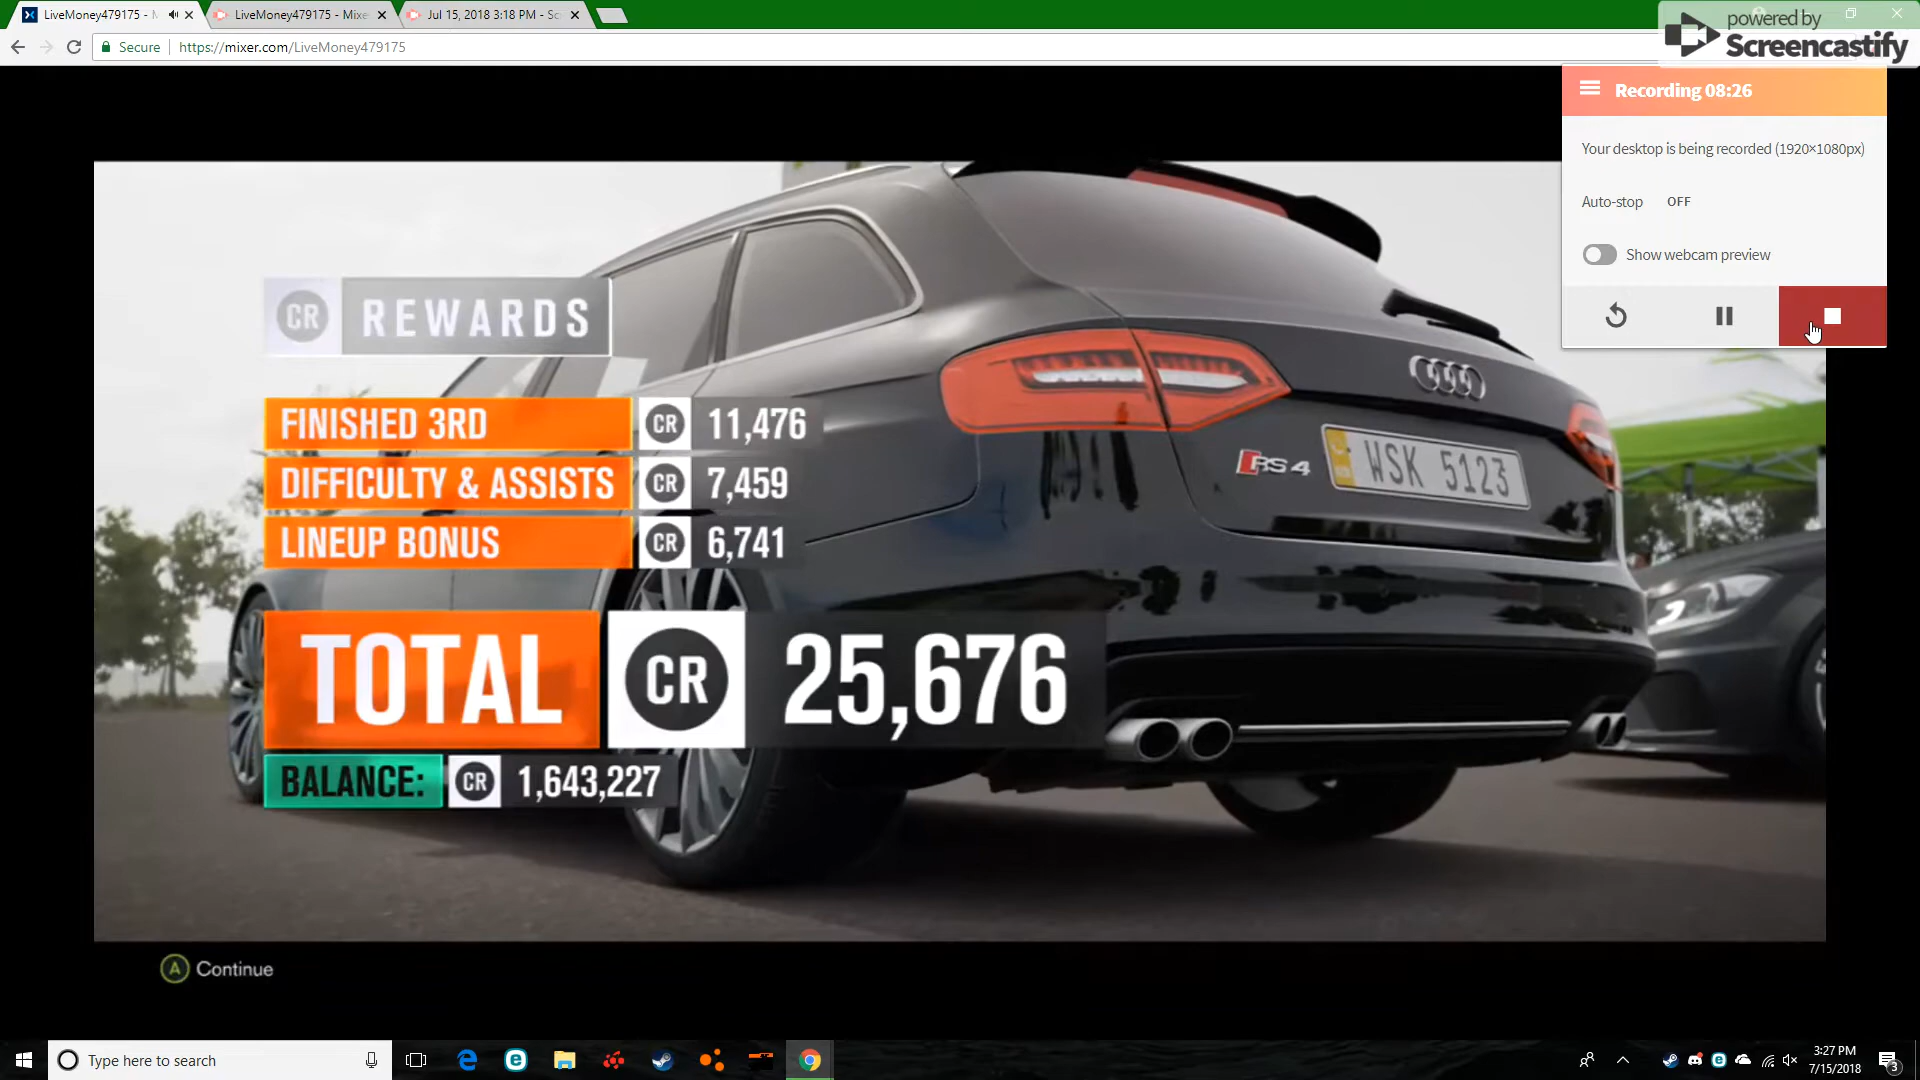 LiveMoney479175 - M
LiveMoney479175 - Mixe
Jul 15, 2018 3:18 PM - Sc
powered by
Screencastify
Secure
https://mixer.com/LiveMoney479175
Recording 08:26
Your desktop is being recorded (1920×1080px)
Auto-stop OFF
Show webcam preview
CR REWARDS
FINISHED 3RD CR 11,476
DIFFICULTY & ASSISTS CR 7,459
LINEUP BONUS CR 6,741
RS4
WSK 5123
TOTAL CR 25,676
BALANCE: CR 1,643,227
A Continue
Type here to search
3:27 PM
7/15/2018
3